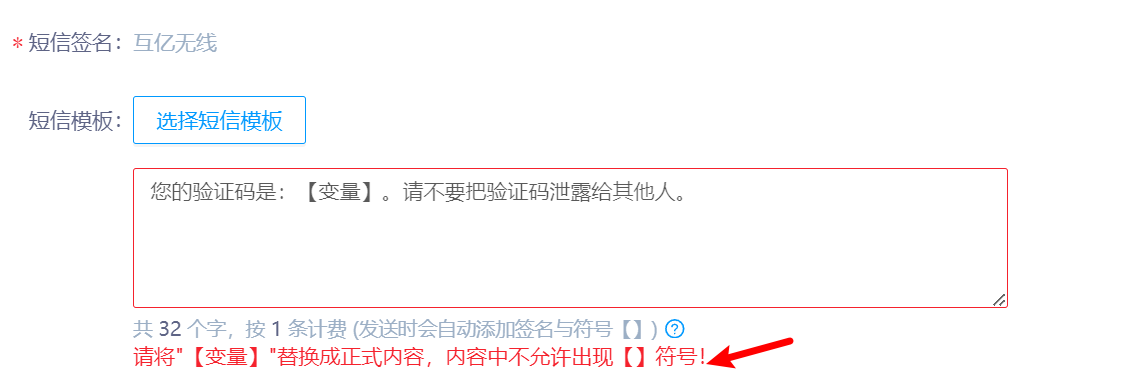 * 短信签名：互亿无线
短信模板： 选择短信模板
您的验证码是：【变量】。请不要把验证码泄露给其他人。
共 32 个字，按 1 条计费 (发送时会自动添加签名与符号【】) ?
请将"【变量】"替换成正式内容，内容中不允许出现【】符号！